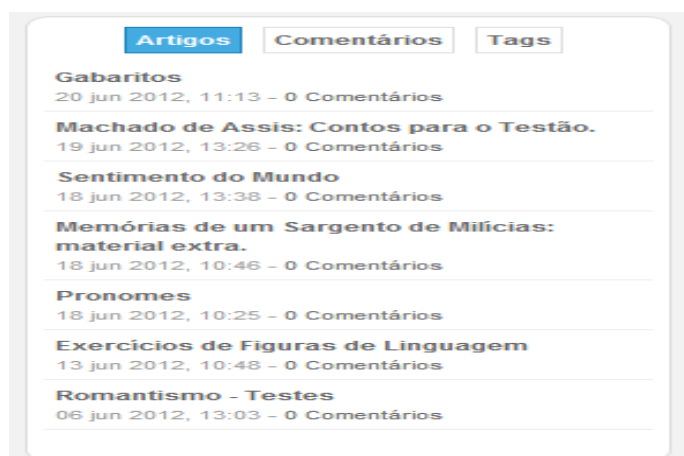 Artigos Comentários Tags
Gabaritos
20 jun 2012, 11:13 - 0 Comentários
Machado de Assis: Contos para o Testão.
19 jun 2012, 13:26 - 0 Comentários
Sentimento do Mundo
18 jun 2012, 13:38 - 0 Comentários
Memórias de um Sargento de Milícias:
material extra.
18 jun 2012, 10:46 - 0 Comentários
Pronomes
18 jun 2012, 10:25 - 0 Comentários
Exercícios de Figuras de Linguagem
13 jun 2012, 10:48 - 0 Comentários
Romantismo - Testes
06 jun 2012, 13:03 - 0 Comentários